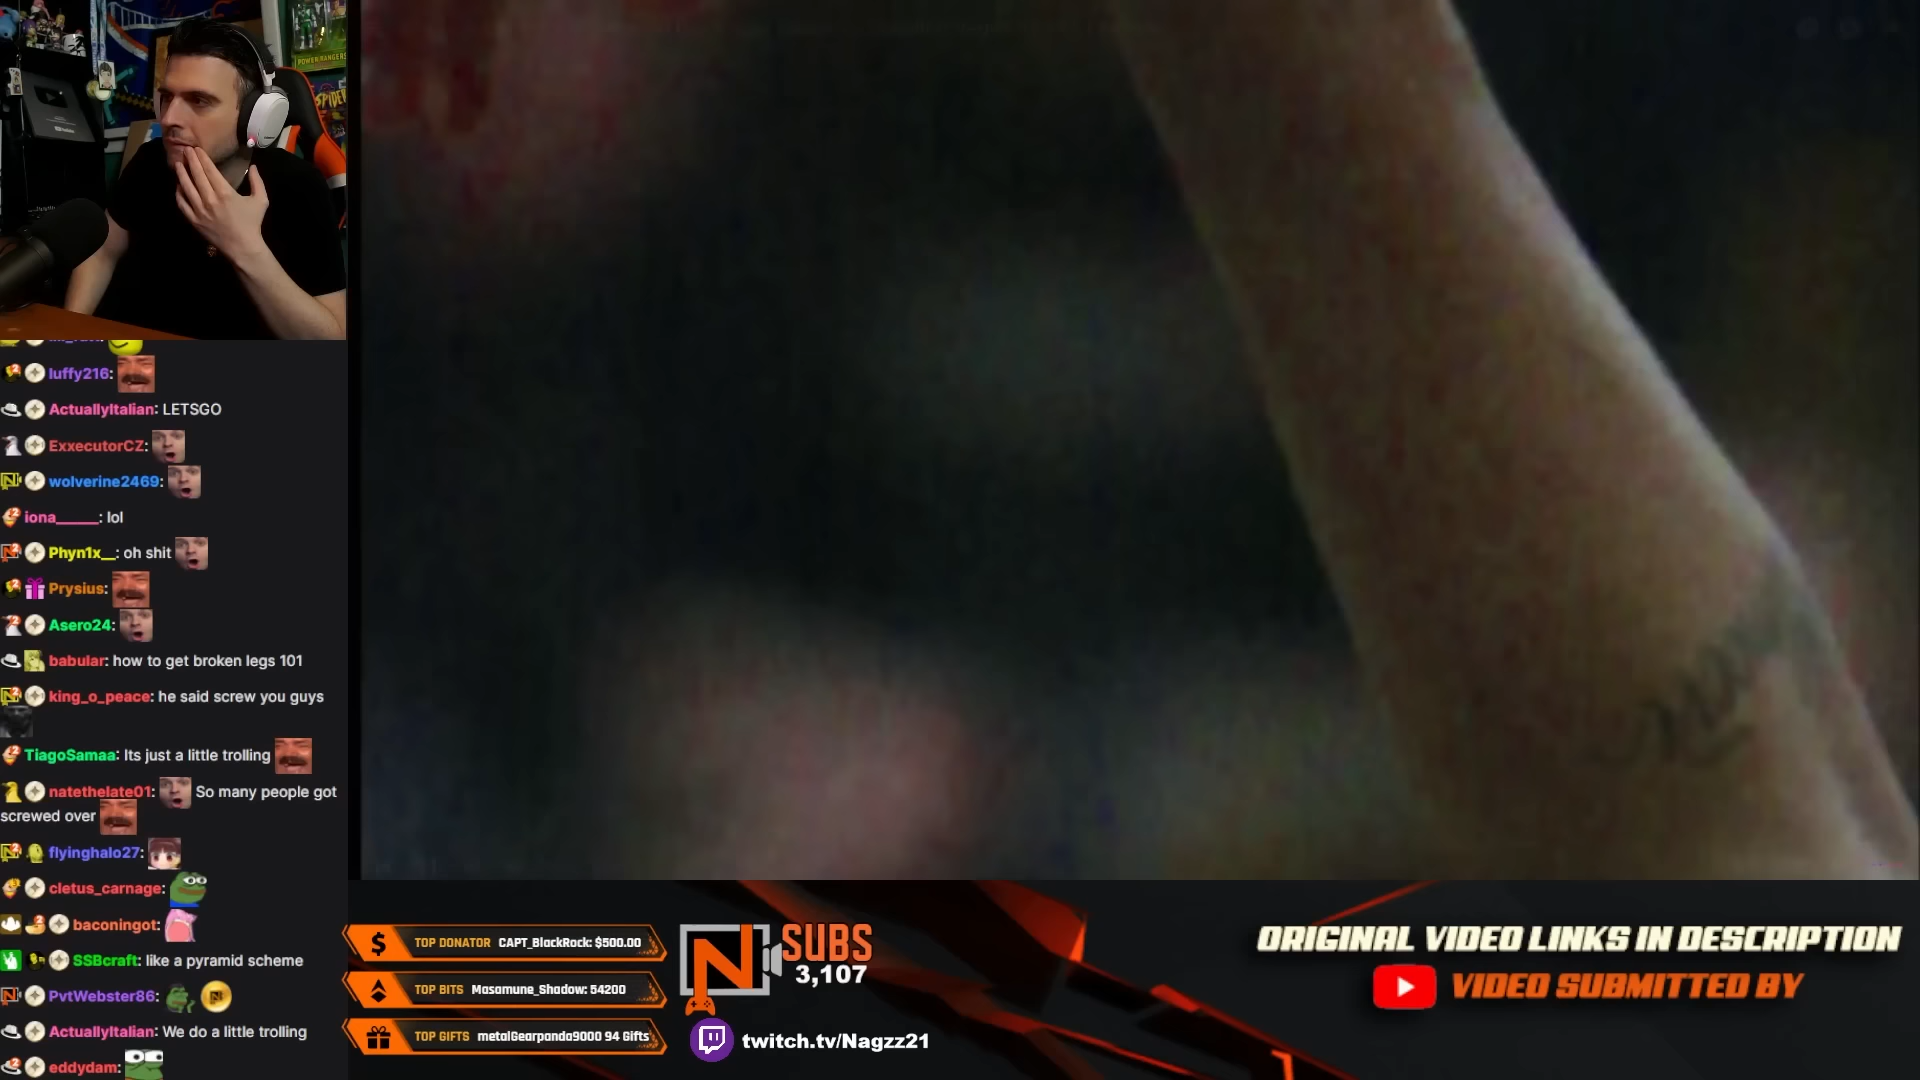 POWER RANGERS
luffy216:
ActuallyItalian: LETSGO
ExxecutorCZ:
wolverine2469:
iona_____: lol
Phyn1x__: oh shit
Prysius:
Asero24:
babular: how to get broken legs 101
king_o_peace: he said screw you guys
TiagoSamaa: Its just a little trolling
natethelate01: So many people got
screwed over
flyinghalo27:
cletus_carnage:
baconingot:
SSBcraft: like a pyramid scheme
PvtWebster86:
ActuallyItalian: We do a little trolling
eddydam:
TOP DONATOR CAPT_BlackRock: $500.00
TOP BITS Masamune_Shadow: 54200
TOP GIFTS metalGearpanda9000 94 Gifts
N SUBS
3,107
twitch.tv/Nagzz21
ORIGINAL VIDEO LINKS IN DESCRIPTION
VIDEO SUBMITTED BY